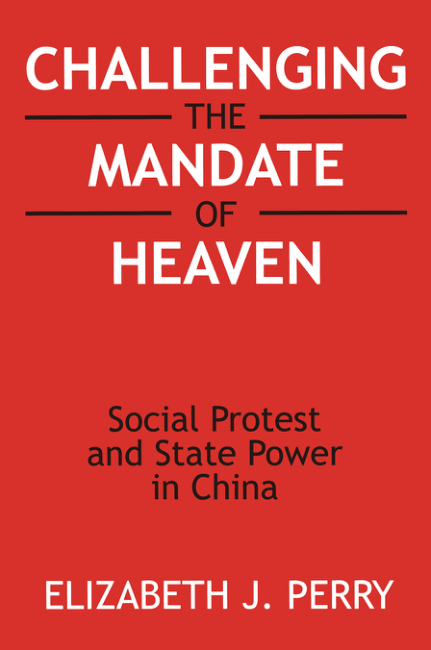 CHALLENGING
THE
MANDATE
OF
HEAVEN
Social Protest
and State Power
in China
ELIZABETH J. PERRY